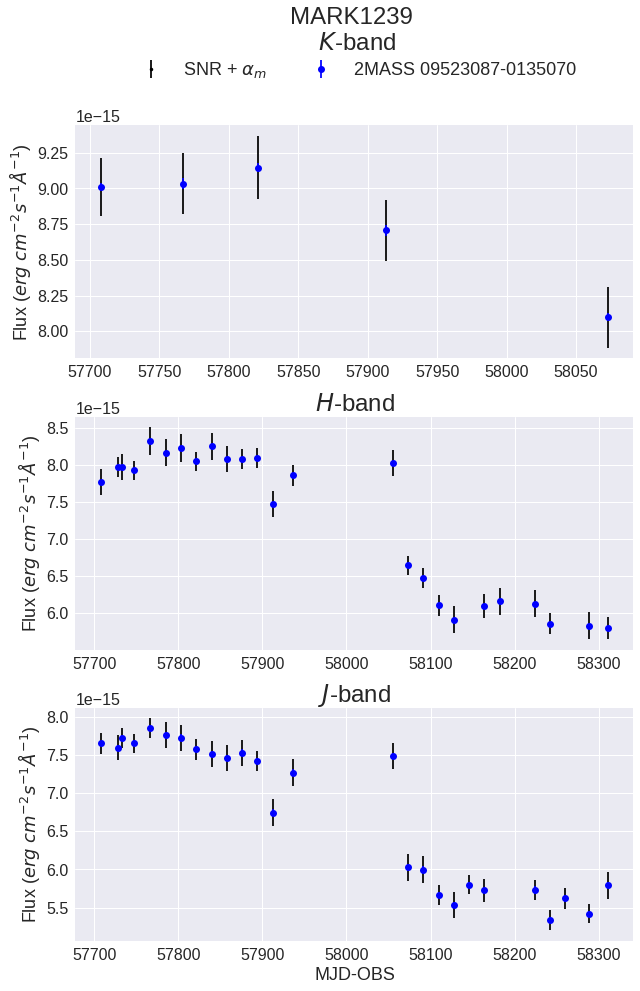 MARK1239
K-band
SNR + α_m
2MASS 09523087-0135070
1e−15
Flux (erg cm⁻²s⁻¹Å⁻¹)
9.25
9.00
8.75
8.50
8.25
8.00
57700 57750 57800 57850 57900 57950 58000 58050
H-band
1e−15
Flux (erg cm⁻²s⁻¹Å⁻¹)
8.5
8.0
7.5
7.0
6.5
6.0
57700 57800 57900 58000 58100 58200 58300
J-band
1e−15
Flux (erg cm⁻²s⁻¹Å⁻¹)
8.0
7.5
7.0
6.5
6.0
5.5
57700 57800 57900 58000 58100 58200 58300
MJD-OBS